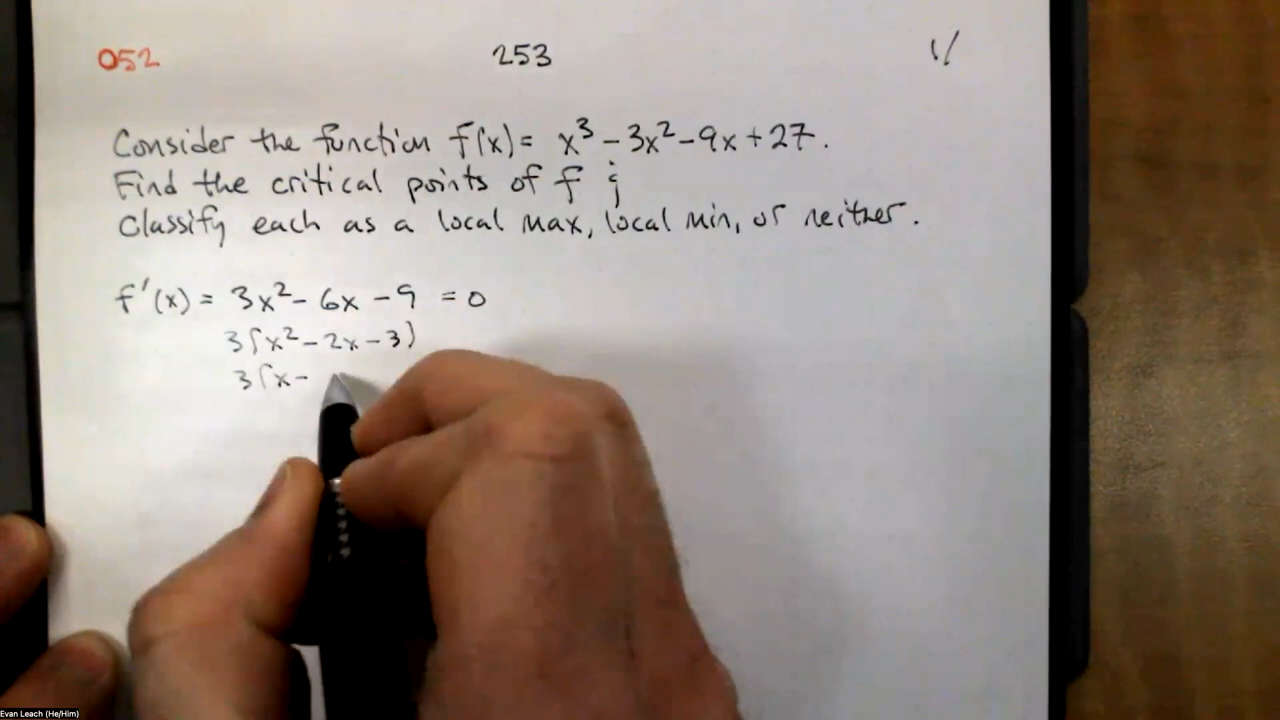 052 253 1/
Consider the function f(x) = x³ - 3x² - 9x + 27.
Find the critical points of f ;
Classify each as a local max, local min, or neither.
f'(x) = 3x² - 6x - 9 = 0
3(x² - 2x - 3)
3(x -
Evan Leach (He/Him)